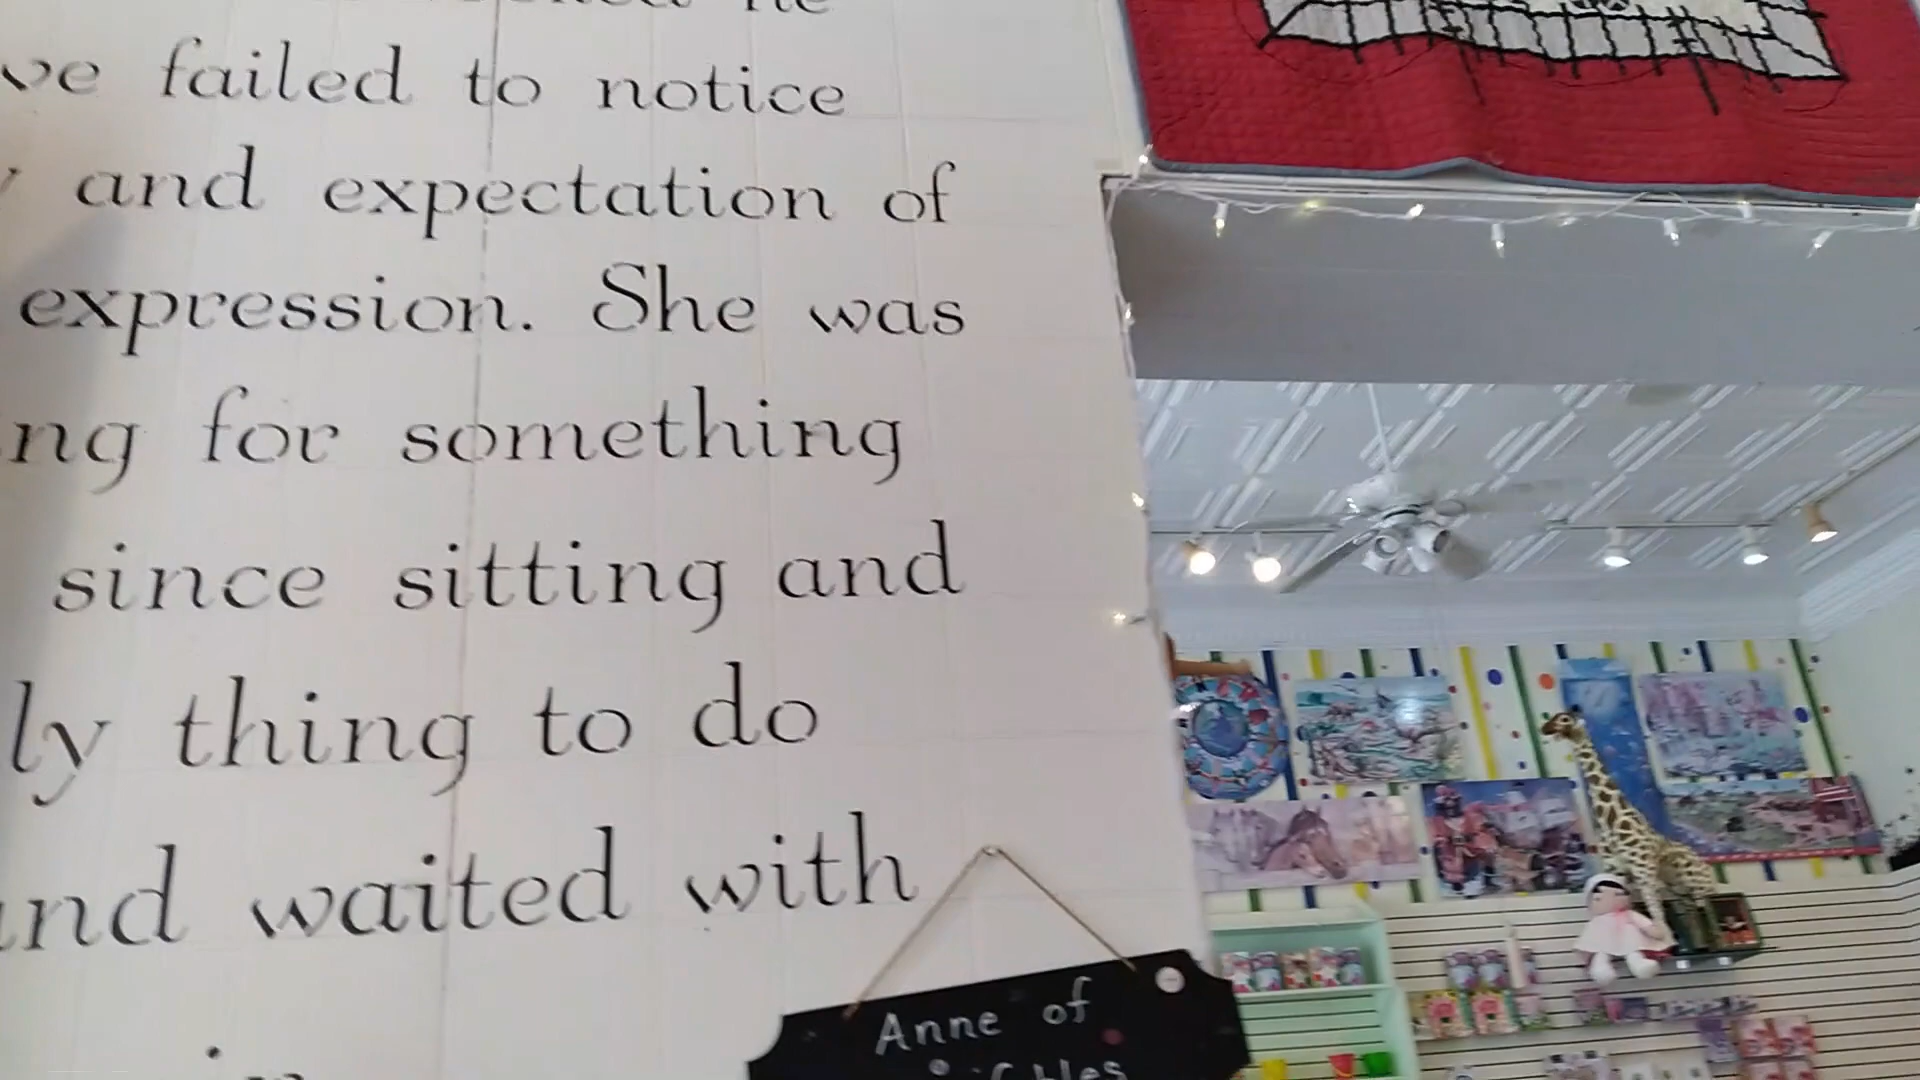 ve failed to notice
and expectation of
expression. She was
ng for something
since sitting and
ly thing to do
nd waited with
Anne of